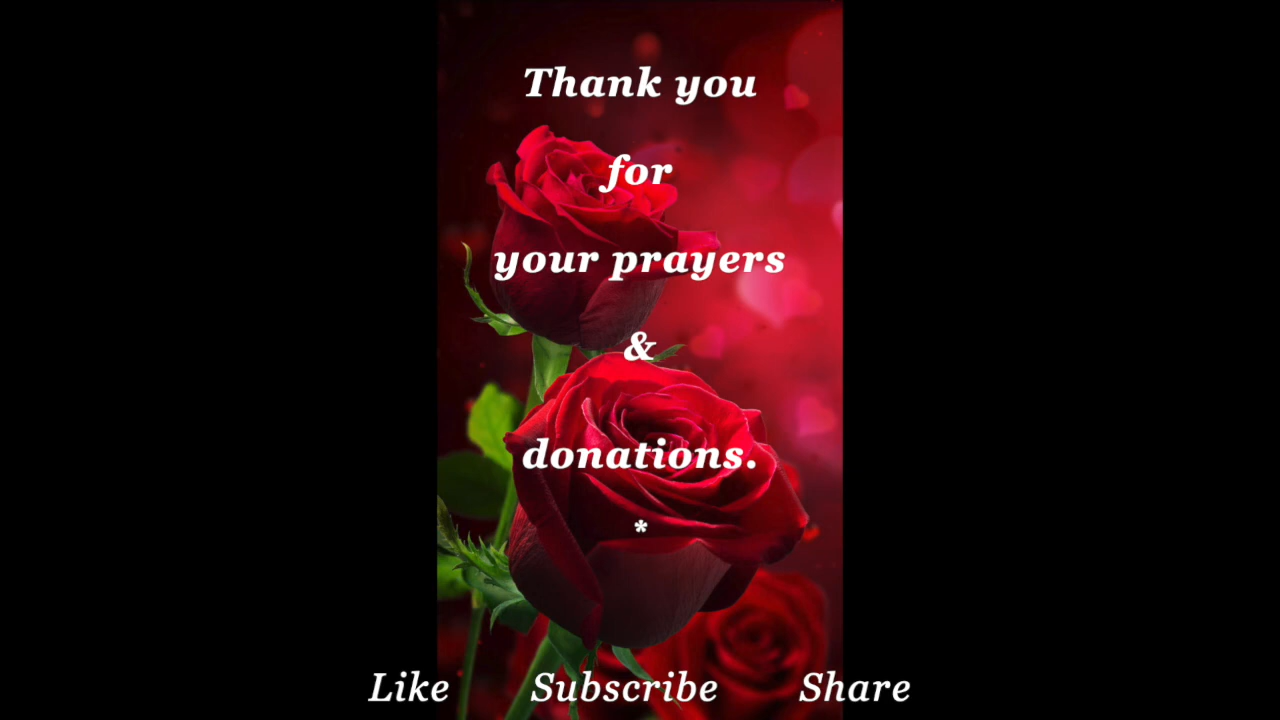 Thank you
for
your prayers
&
donations.
*
Like Subscribe Share